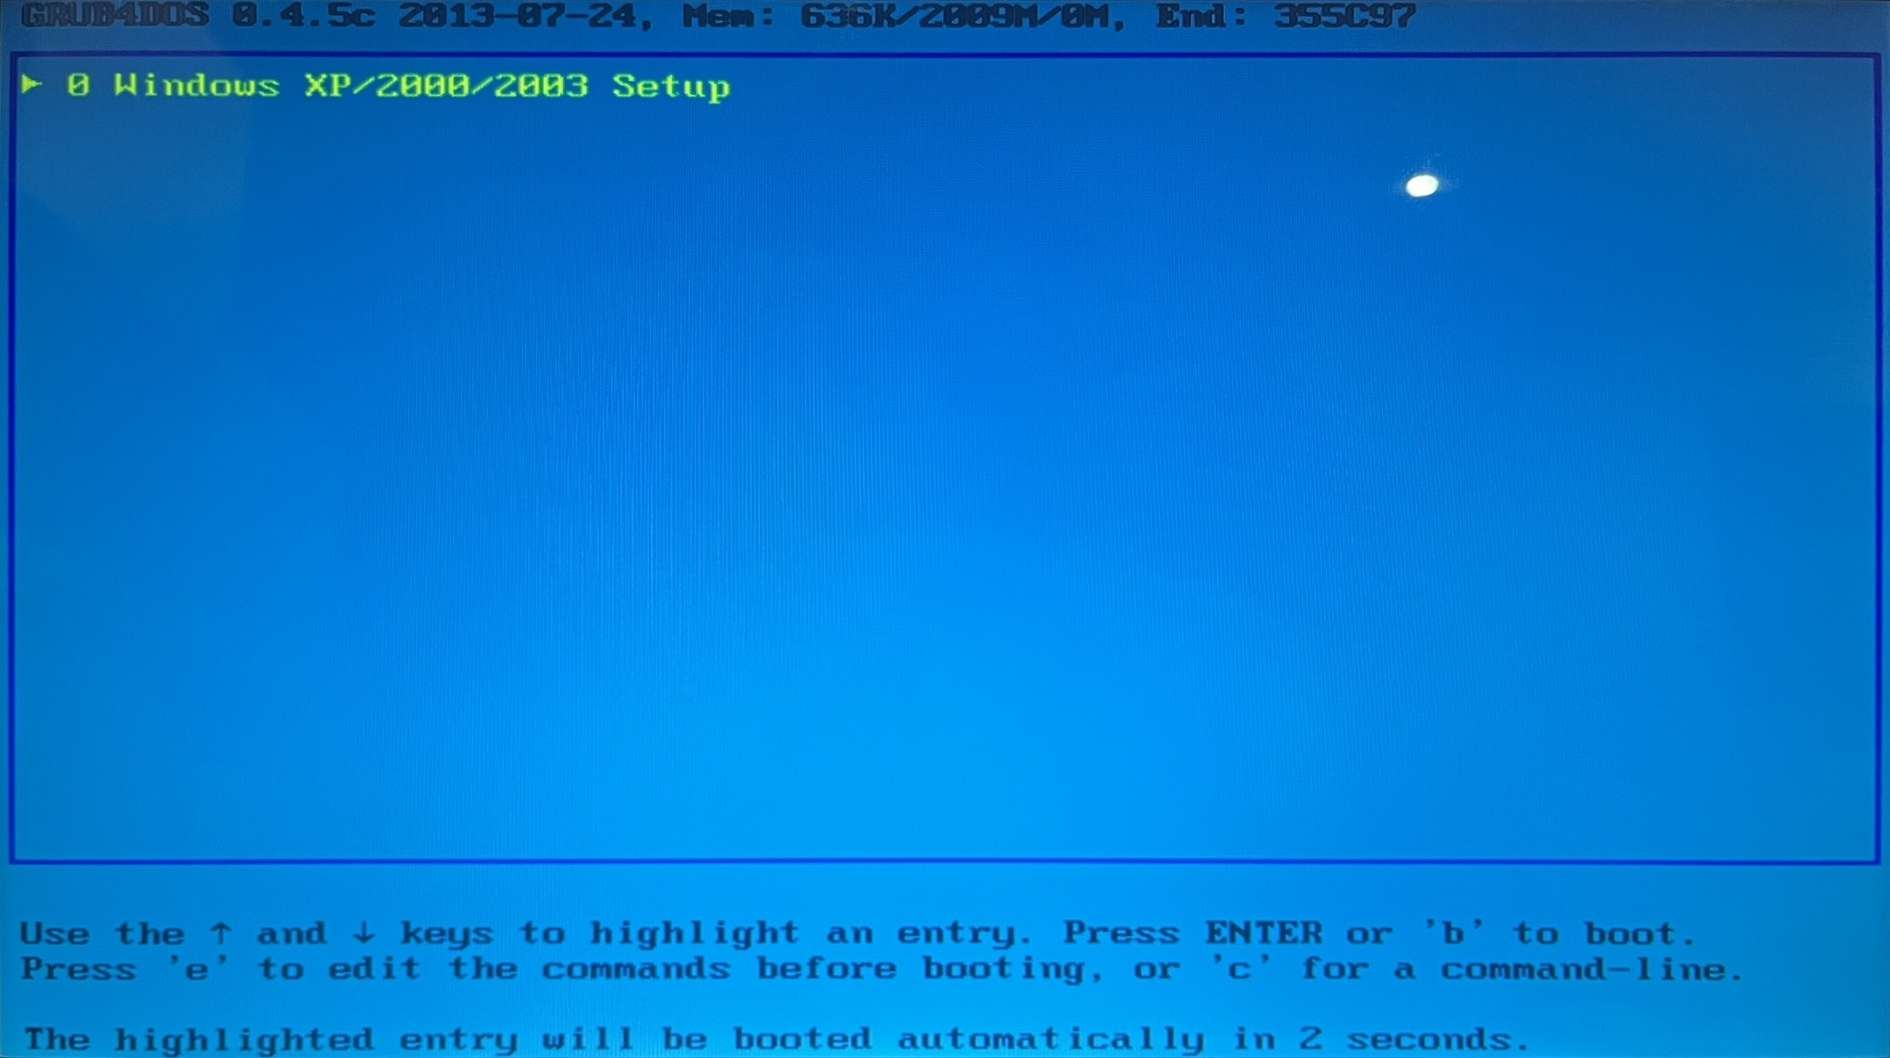 GRUB4DOS 0.4.5c 2013-07-24, Mem: 636K/2009M/0M, End: 355C97
► 0 Windows XP/2000/2003 Setup
Use the ↑ and ↓ keys to highlight an entry. Press ENTER or 'b' to boot.
Press 'e' to edit the commands before booting, or 'c' for a command-line.
The highlighted entry will be booted automatically in 2 seconds.